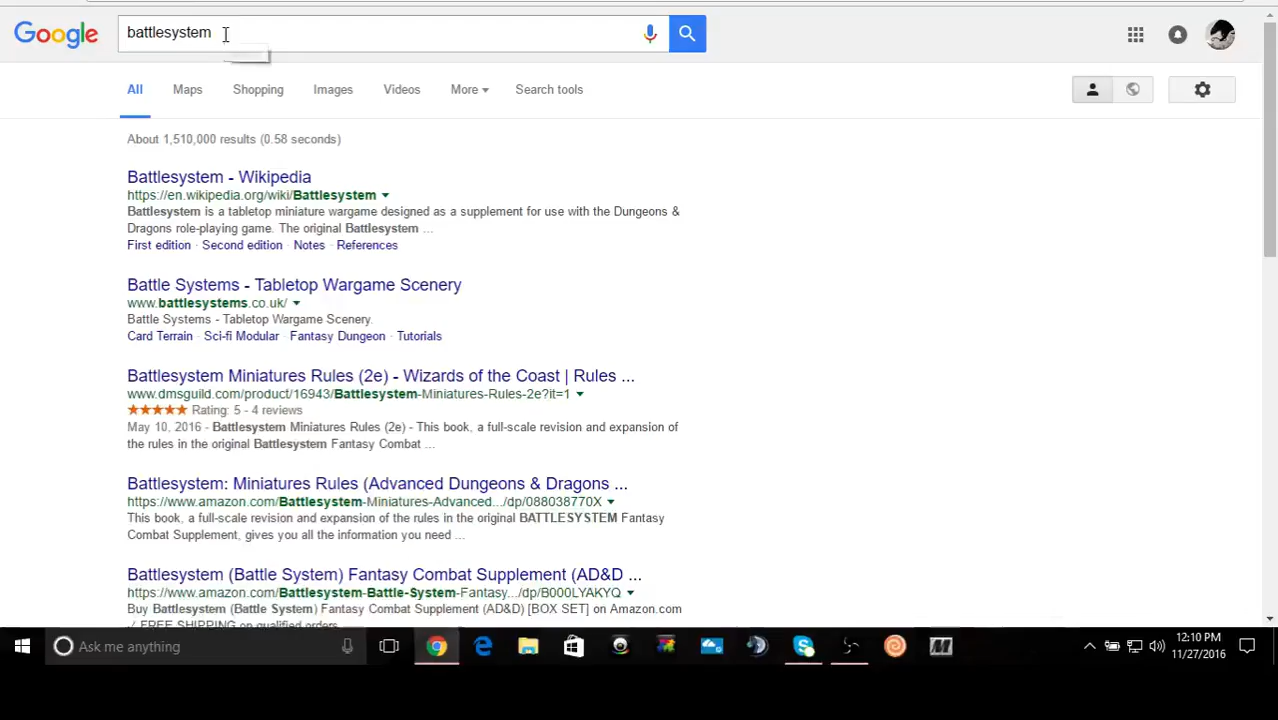 Google
battlesystem
All Maps Shopping Images Videos More Search tools
About 1,510,000 results (0.58 seconds)
Battlesystem - Wikipedia
https://en.wikipedia.org/wiki/Battlesystem
Battlesystem is a tabletop miniature wargame designed as a supplement for use with the Dungeons &
Dragons role-playing game. The original Battlesystem ...
First edition · Second edition · Notes · References
Battle Systems - Tabletop Wargame Scenery
www.battlesystems.co.uk/
Battle Systems - Tabletop Wargame Scenery.
Card Terrain · Sci-fi Modular · Fantasy Dungeon · Tutorials
Battlesystem Miniatures Rules (2e) - Wizards of the Coast | Rules ...
www.dmsguild.com/product/16943/Battlesystem-Miniatures-Rules-2e?it=1
Rating: 5 - 4 reviews
May 10, 2016 - Battlesystem Miniatures Rules (2e) - This book, a full-scale revision and expansion of
the rules in the original Battlesystem Fantasy Combat ...
Battlesystem: Miniatures Rules (Advanced Dungeons & Dragons ...
https://www.amazon.com/Battlesystem-Miniatures-Advanced.../dp/088038770X
This book, a full-scale revision and expansion of the rules in the original BATTLESYSTEM Fantasy
Combat Supplement, gives you all the information you need ...
Battlesystem (Battle System) Fantasy Combat Supplement (AD&D ...
https://www.amazon.com/Battlesystem-Battle-System-Fantasy.../dp/B000LYAKYQ
Buy Battlesystem (Battle System) Fantasy Combat Supplement (AD&D) [BOX SET] on Amazon.com
✓ FREE SHIPPING on qualified orders
Ask me anything
12:10 PM
11/27/2016